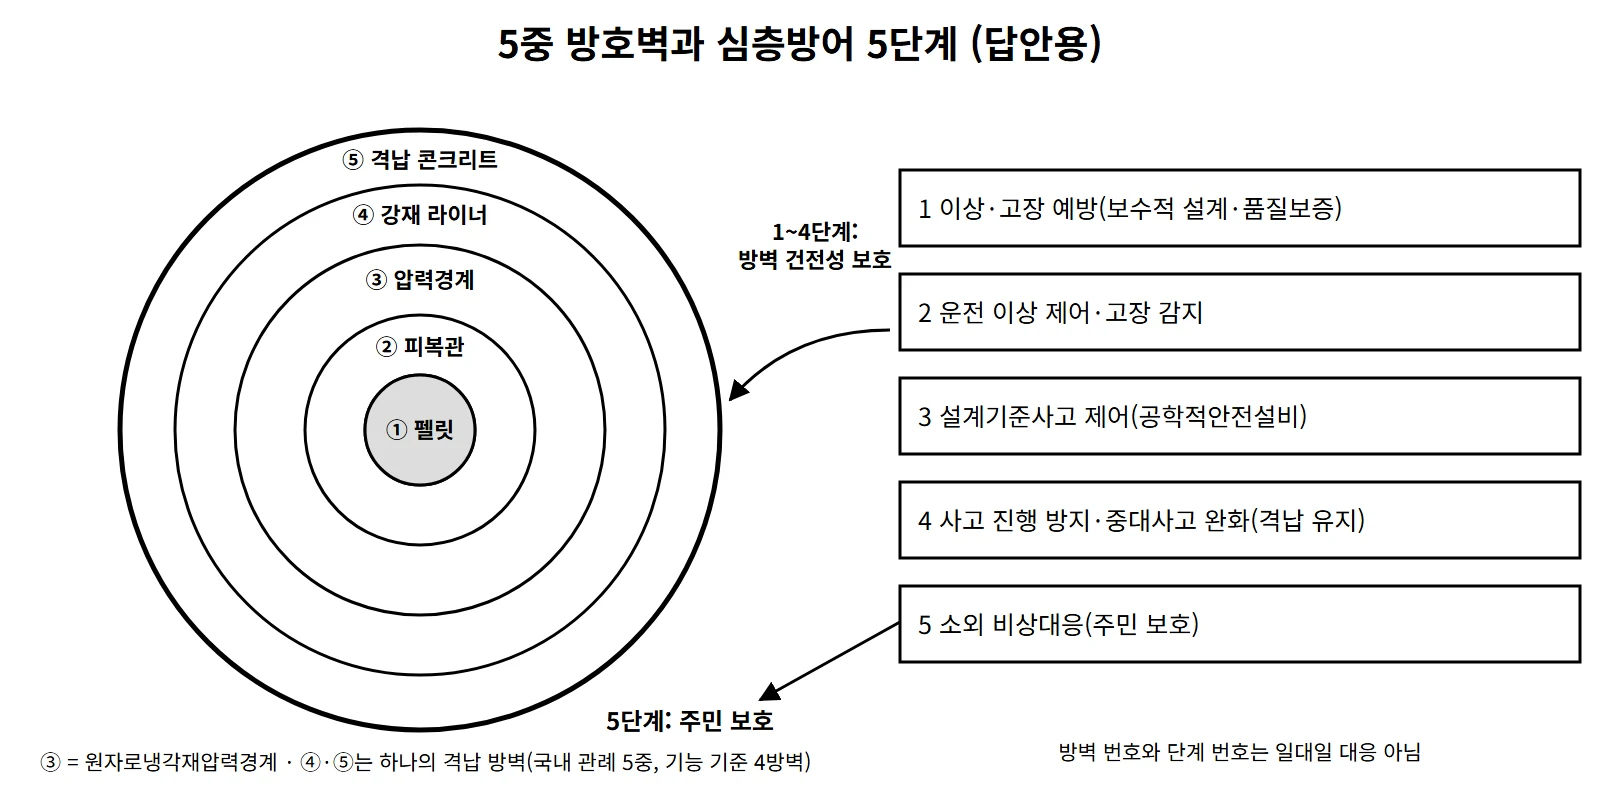 5중 방호벽과 심층방어 5단계 (답안용)
⑤ 격납 콘크리트
④ 강재 라이너
③ 압력경계
② 피복관
① 펠릿
1~4단계:
방벽 건전성 보호
1 이상·고장 예방(보수적 설계·품질보증)
2 운전 이상 제어·고장 감지
3 설계기준사고 제어(공학적안전설비)
4 사고 진행 방지·중대사고 완화(격납 유지)
5 소외 비상대응(주민 보호)
5단계: 주민 보호
③ = 원자로냉각재압력경계 · ④·⑤는 하나의 격납 방벽(국내 관례 5중, 기능 기준 4방벽)
방벽 번호와 단계 번호는 일대일 대응 아님